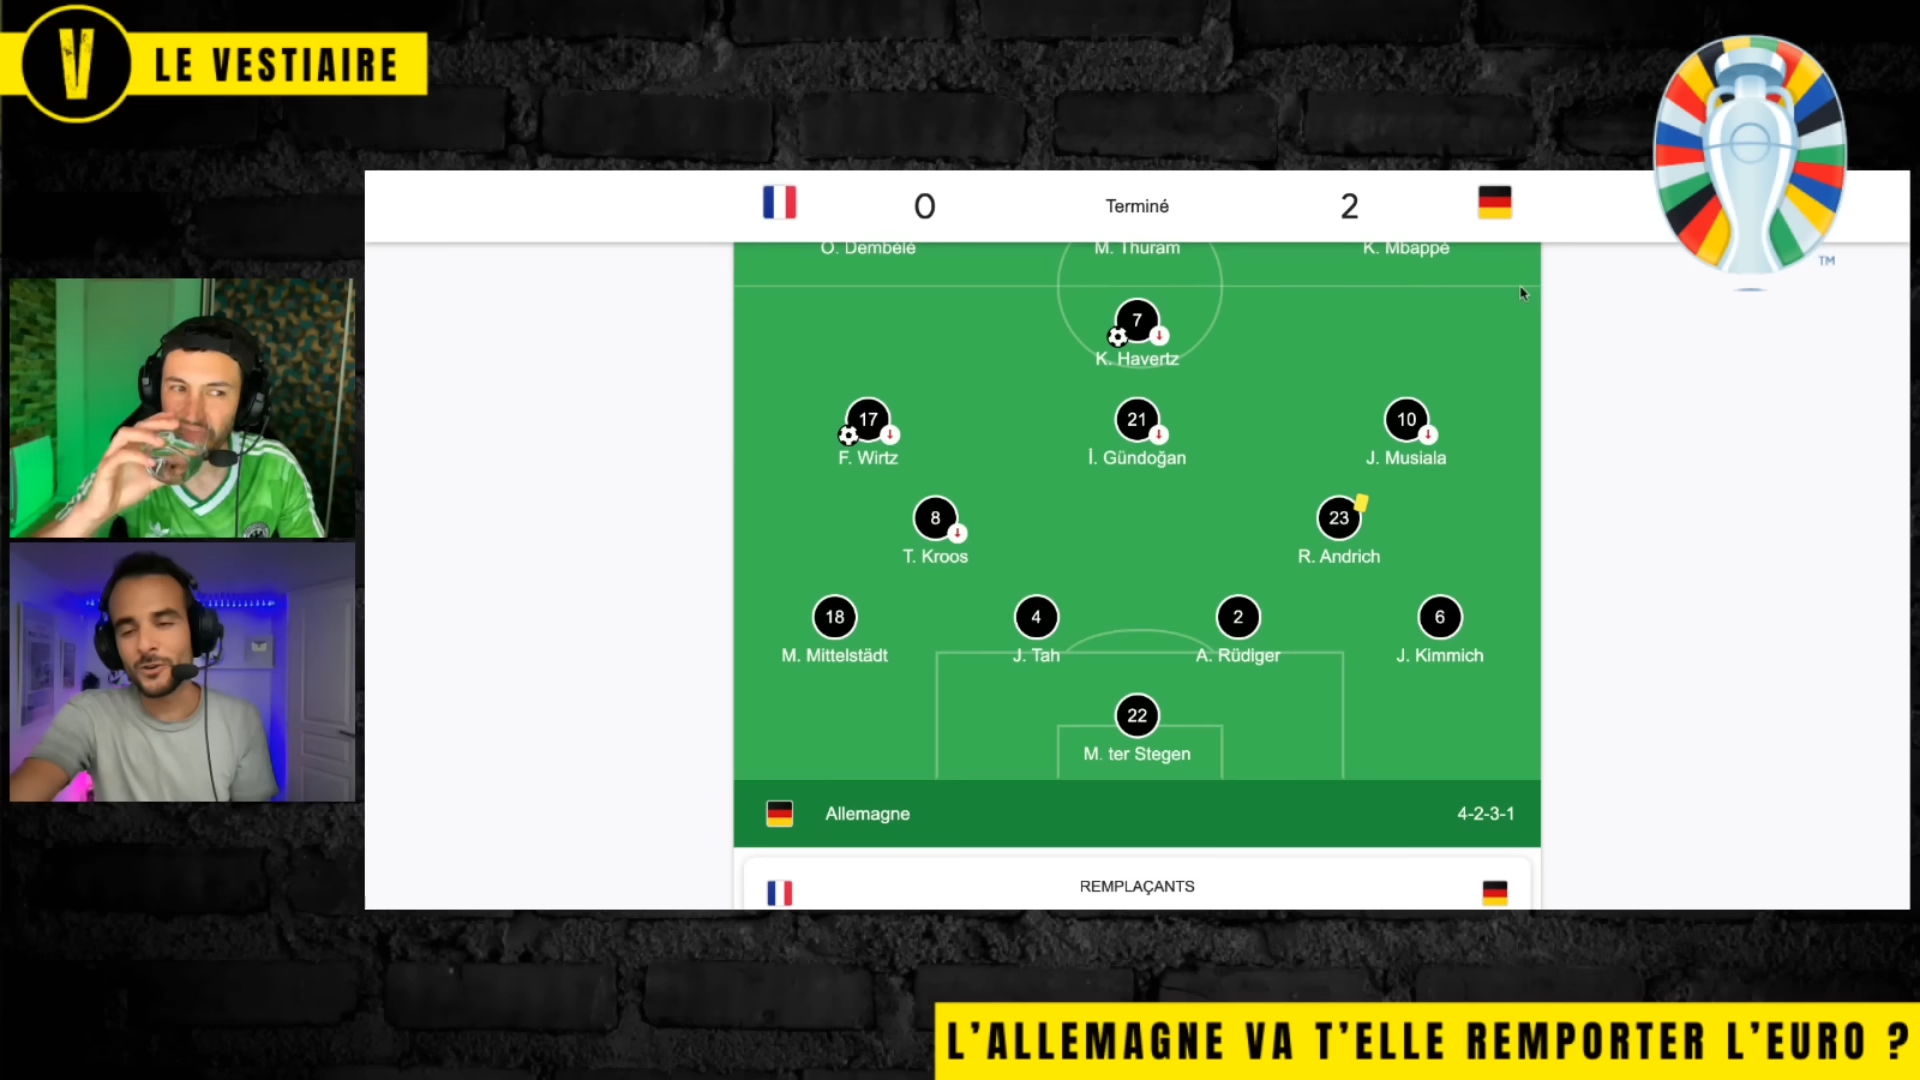 V LE VESTIAIRE
TM
0 Terminé 2
O. Dembélé M. Thuram K. Mbappé
7
K. Havertz
17 21 10
F. Wirtz İ. Gündoğan J. Musiala
8 23
T. Kroos R. Andrich
18 4 2 6
M. Mittelstädt J. Tah A. Rüdiger J. Kimmich
22
M. ter Stegen
Allemagne 4-2-3-1
REMPLAÇANTS
L'ALLEMAGNE VA T'ELLE REMPORTER L'EURO ?